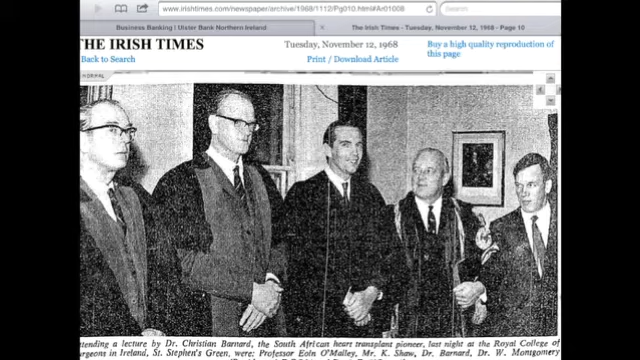 www.irishtimes.com/newspaper/archive/1968/1112/Pg010.html#Ar01008
Search
Business Banking | Ulster Bank Northern Ireland
The Irish Times - Tuesday, November 12, 1968 - Page 10
THE IRISH TIMES
Tuesday, November 12, 1968
Buy a high quality reproduction of
this page
Back to Search
Print / Download Article
NORMAL
ttending a lecture by Dr. Christian Barnard, the South African heart transplant pioneer, last night at the Royal College of
urgeons in Ireland, St. Stephen's Green, were: Professor Eoin O'Malley, Mr. K. Shaw, Dr. Barnard, Dr. W. Montgomery